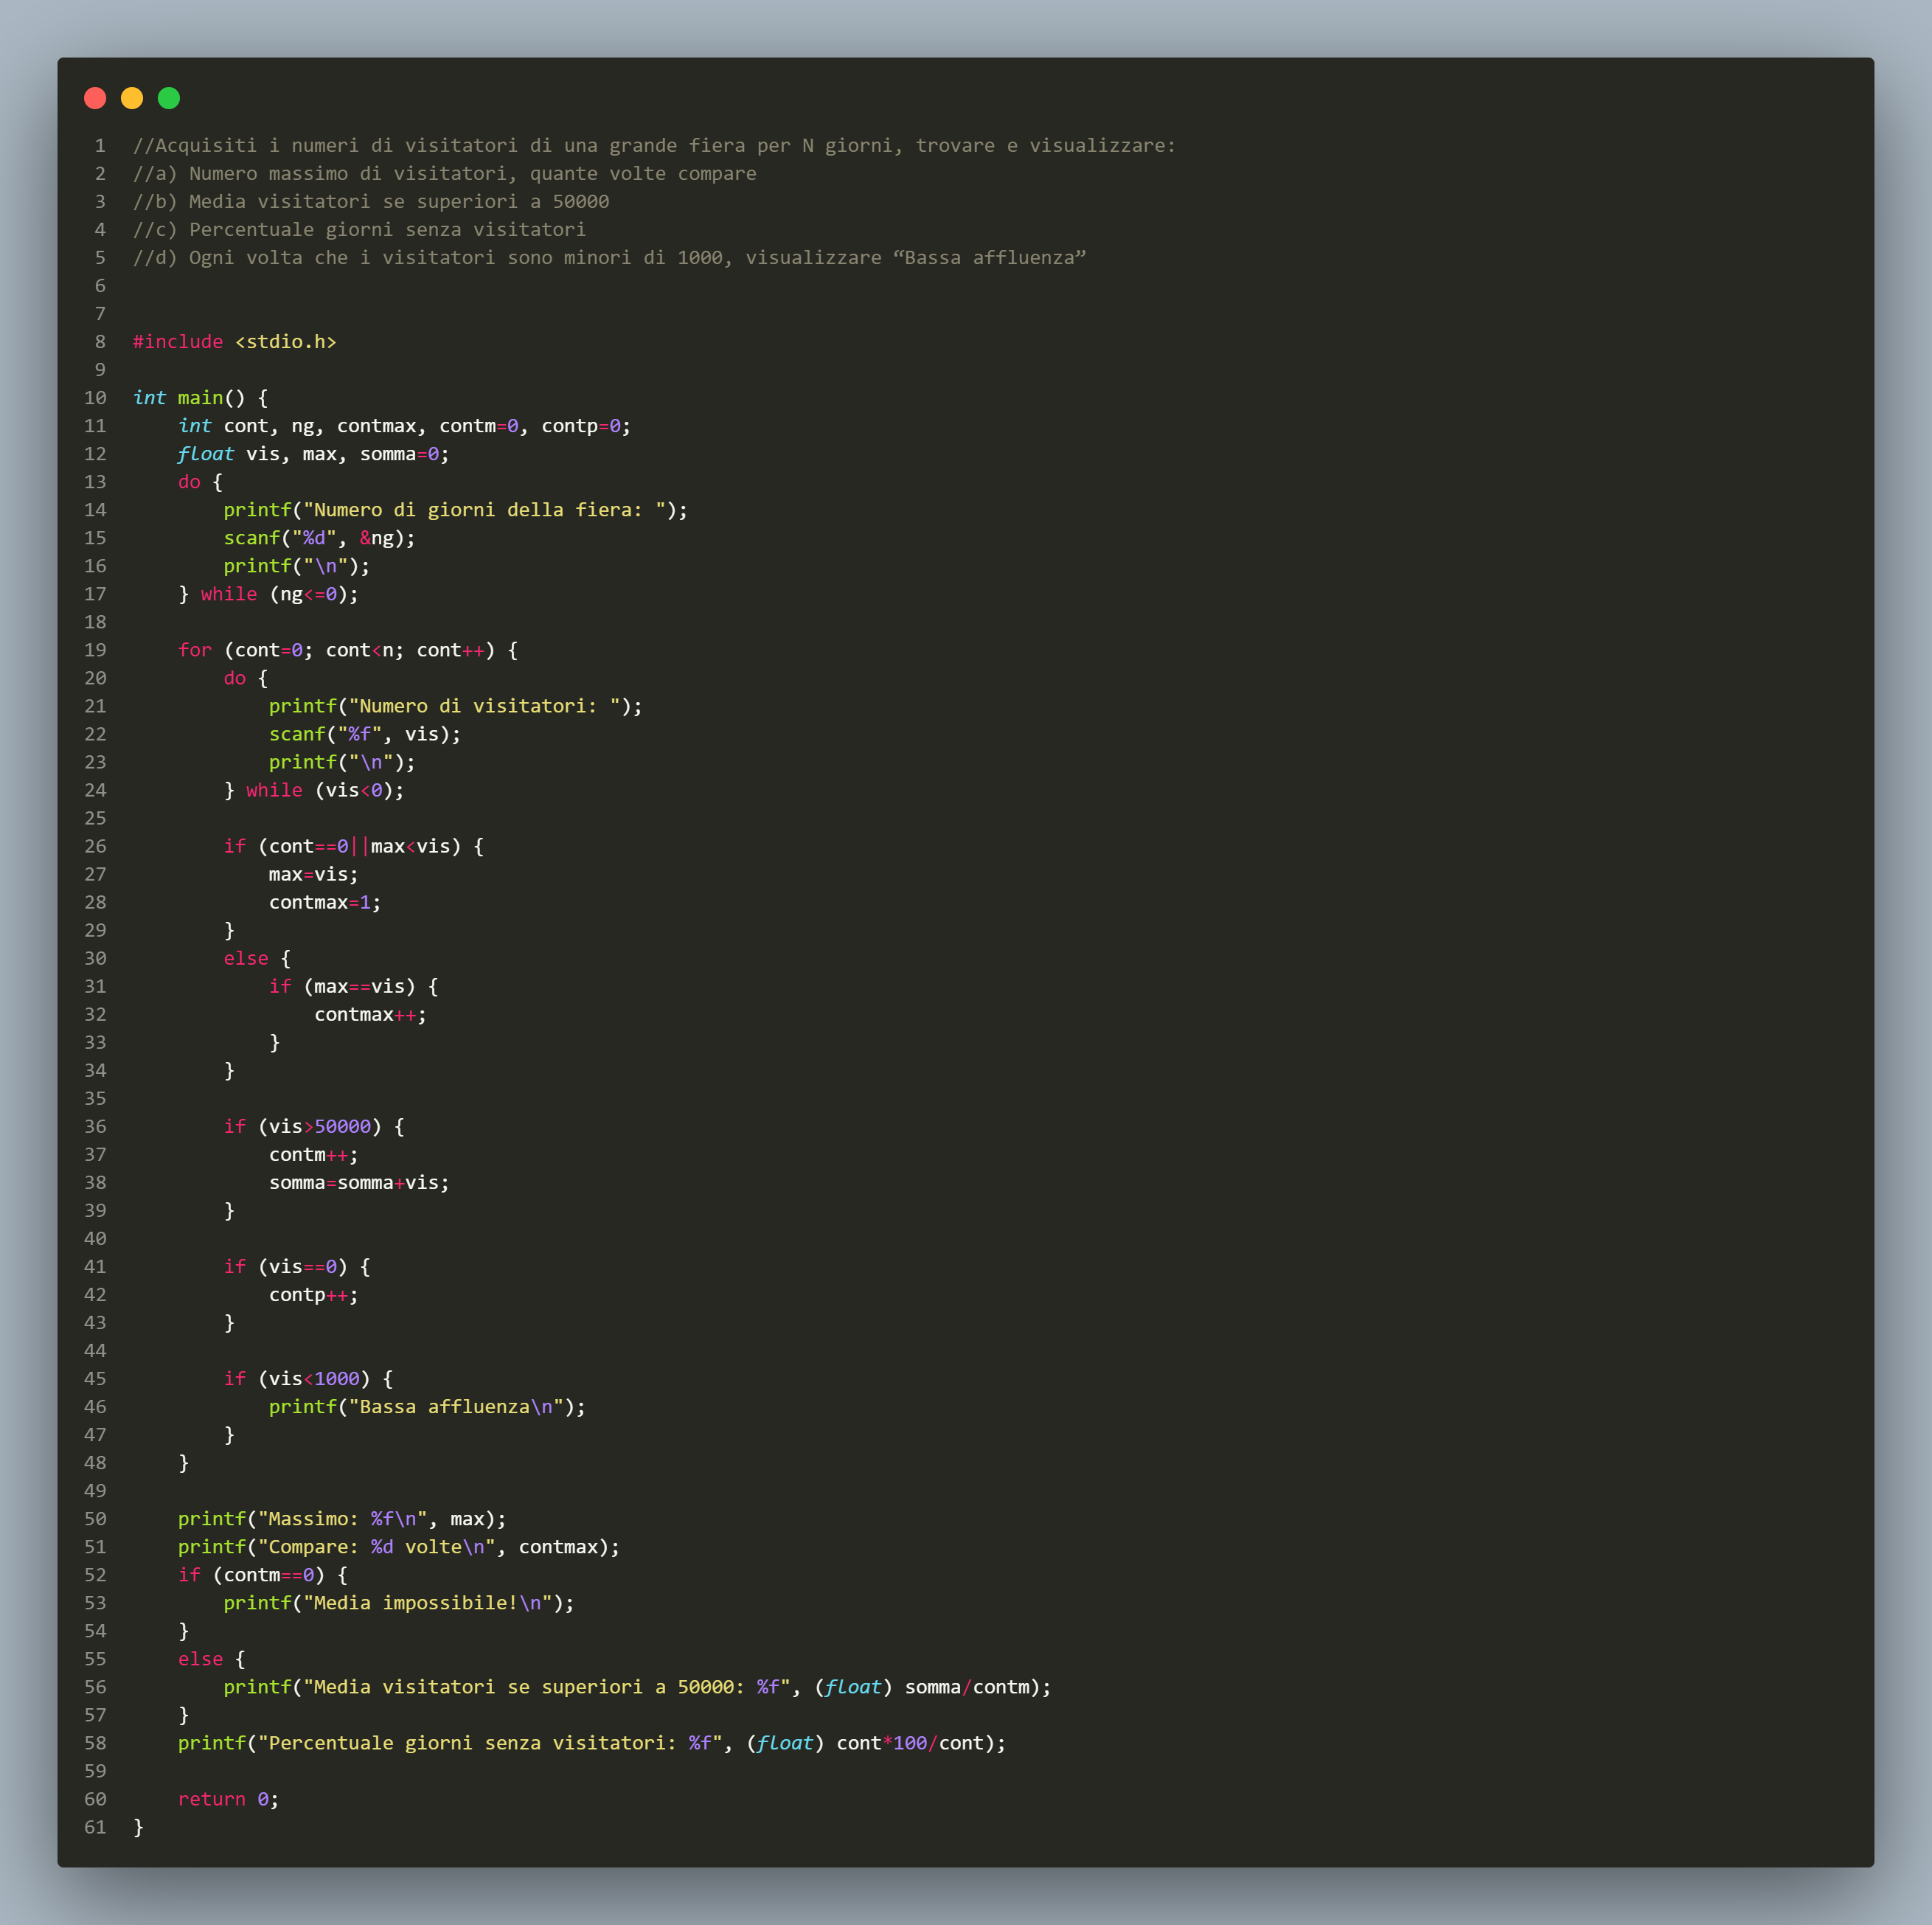 1 //Acquisiti i numeri di visitatori di una grande fiera per N giorni, trovare e visualizzare:
2 //a) Numero massimo di visitatori, quante volte compare
3 //b) Media visitatori se superiori a 50000
4 //c) Percentuale giorni senza visitatori
5 //d) Ogni volta che i visitatori sono minori di 1000, visualizzare “Bassa affluenza”
6
7
8 #include <stdio.h>
9
10 int main() {
11     int cont, ng, contmax, contm=0, contp=0;
12     float vis, max, somma=0;
13     do {
14         printf("Numero di giorni della fiera: ");
15         scanf("%d", &ng);
16         printf("\n");
17     } while (ng<=0);
18
19     for (cont=0; cont<n; cont++) {
20         do {
21             printf("Numero di visitatori: ");
22             scanf("%f", vis);
23             printf("\n");
24         } while (vis<0);
25
26         if (cont==0||max<vis) {
27             max=vis;
28             contmax=1;
29         }
30         else {
31             if (max==vis) {
32                 contmax++;
33             }
34         }
35
36         if (vis>50000) {
37             contm++;
38             somma=somma+vis;
39         }
40
41         if (vis==0) {
42             contp++;
43         }
44
45         if (vis<1000) {
46             printf("Bassa affluenza\n");
47         }
48     }
49
50     printf("Massimo: %f\n", max);
51     printf("Compare: %d volte\n", contmax);
52     if (contm==0) {
53         printf("Media impossibile!\n");
54     }
55     else {
56         printf("Media visitatori se superiori a 50000: %f", (float) somma/contm);
57     }
58     printf("Percentuale giorni senza visitatori: %f", (float) cont*100/cont);
59
60     return 0;
61 }